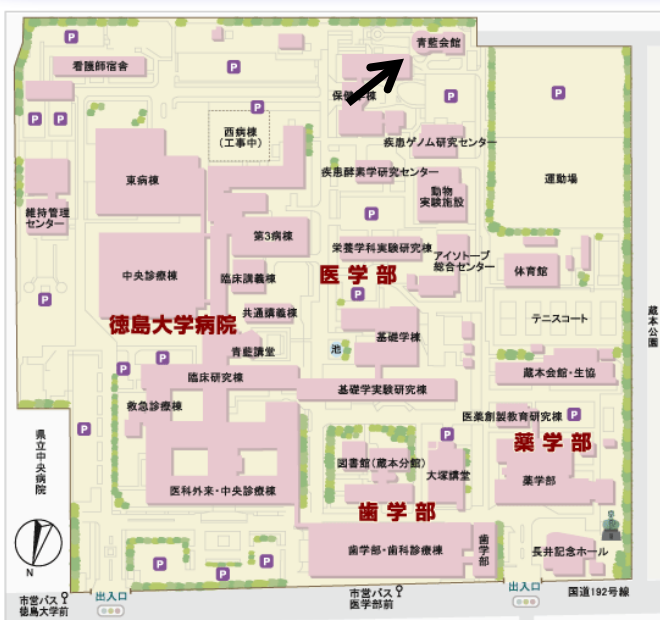 P
青藍会館
看護師宿舎
P
保健学棟
P
P
P
P
P
西病棟
(工事中)
疾患ゲノム研究センター
疾患酵素学研究センター
東病棟
運動場
動物
実験施設
維持管理
センター
P
第3病棟
栄養学科実験研究棟
アイソトープ
総合センター
中央診療棟
臨床講義棟
医学部
体育館
P
P
共通講義棟
テニスコート
蔵本公園
徳島大学病院
基礎学棟
青藍講堂
池
P
P
臨床研究棟
蔵本会館・生協
基礎学実験研究棟
救急診療棟
医薬創製教育研究棟
P
P
P
薬学部
県立中央病院
図書館(蔵本分館)
大塚講堂
薬学部
医科外来・中央診療棟
歯学部
歯学部・歯科診療棟
歯学部
長井記念ホール
P
P
P
N
出入口
市営バス
徳島大学前
市営バス
医学部前
出入口
国道192号線